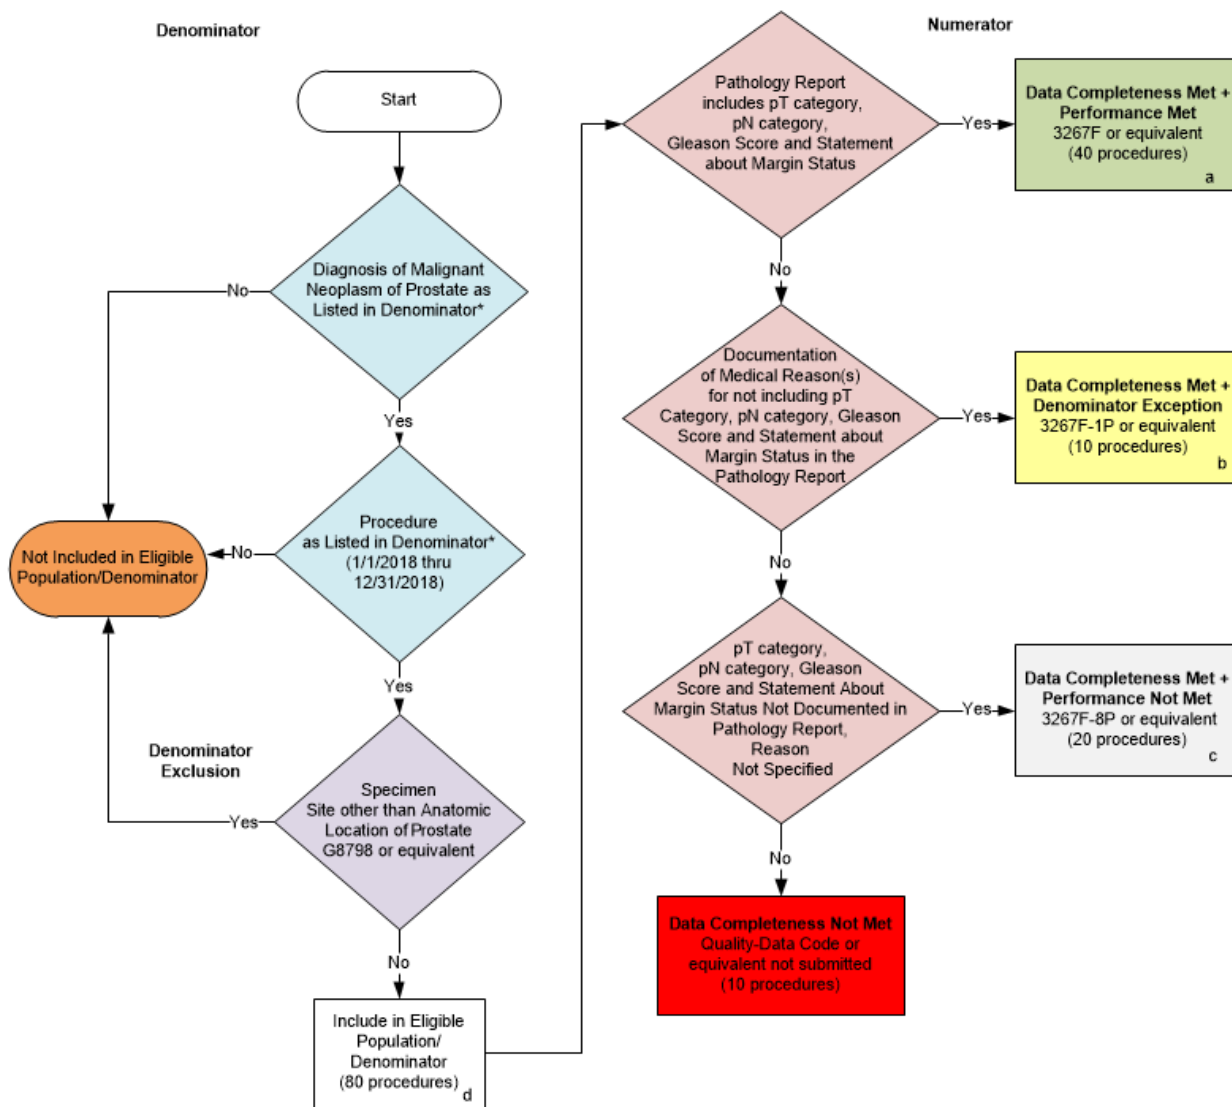 Denominator
Start
Diagnosis of Malignant
Neoplasm of Prostate as
Listed in Denominator*
No
Yes
Procedure
as Listed in Denominator*
(1/1/2018 thru
12/31/2018)
No
Not Included in Eligible
Population/Denominator
Yes
Denominator
Exclusion
Specimen
Site other than Anatomic
Location of Prostate
G8798 or equivalent
Yes
No
Include in Eligible
Population/
Denominator
(80 procedures)
d
Numerator
Pathology Report
includes pT category,
pN category,
Gleason Score and Statement
about Margin Status
Yes
Data Completeness Met +
Performance Met
3267F or equivalent
(40 procedures)
a
No
Documentation
of Medical Reason(s)
for not including pT
Category, pN category, Gleason
Score and Statement about
Margin Status in the
Pathology Report
Yes
Data Completeness Met +
Denominator Exception
3267F-1P or equivalent
(10 procedures)
b
No
pT category,
pN category, Gleason
Score and Statement About
Margin Status Not Documented in
Pathology Report,
Reason
Not Specified
Yes
Data Completeness Met +
Performance Not Met
3267F-8P or equivalent
(20 procedures)
c
No
Data Completeness Not Met
Quality-Data Code or
equivalent not submitted
(10 procedures)